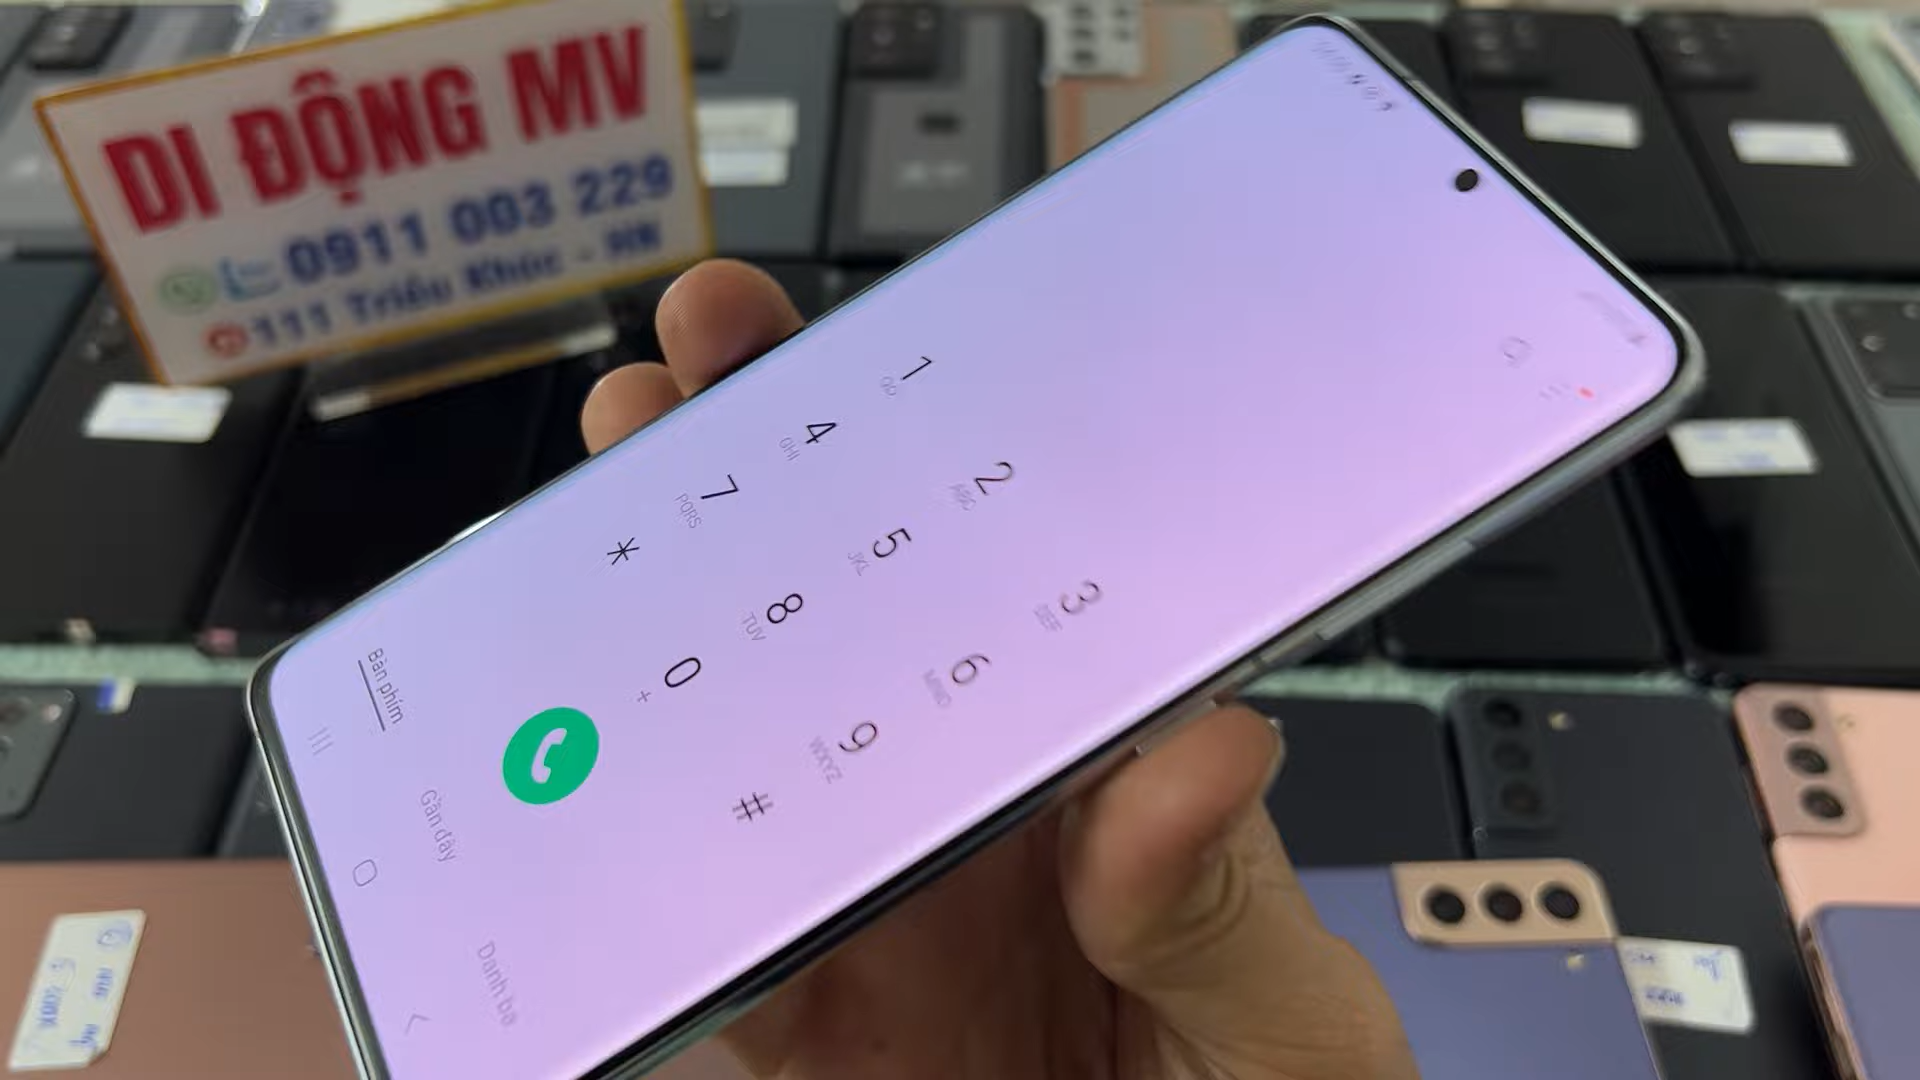 DI ĐỘNG MV
0911 003 229
111 Triều Khúc - HN
1
2 ABC
3 DEF
4 GHI
5 JKL
6 MNO
7 PQRS
8 TUV
9 WXYZ
*
0 +
#
Bàn phím
Gần đây
Danh bạ